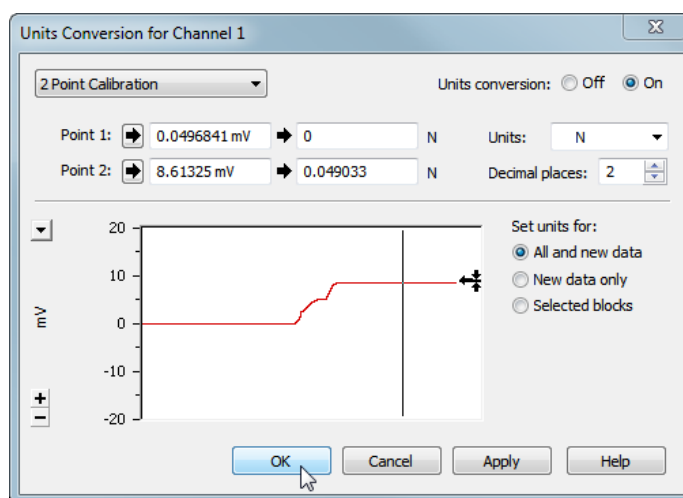 Units Conversion for Channel 1
2 Point Calibration Units conversion: Off On
Point 1: 0.0496841 mV 0 N Units: N
Point 2: 8.61325 mV 0.049033 N Decimal places: 2
Set units for:
All and new data
New data only
Selected blocks
20
10
0
-10
-20
mV
+
−
OK Cancel Apply Help